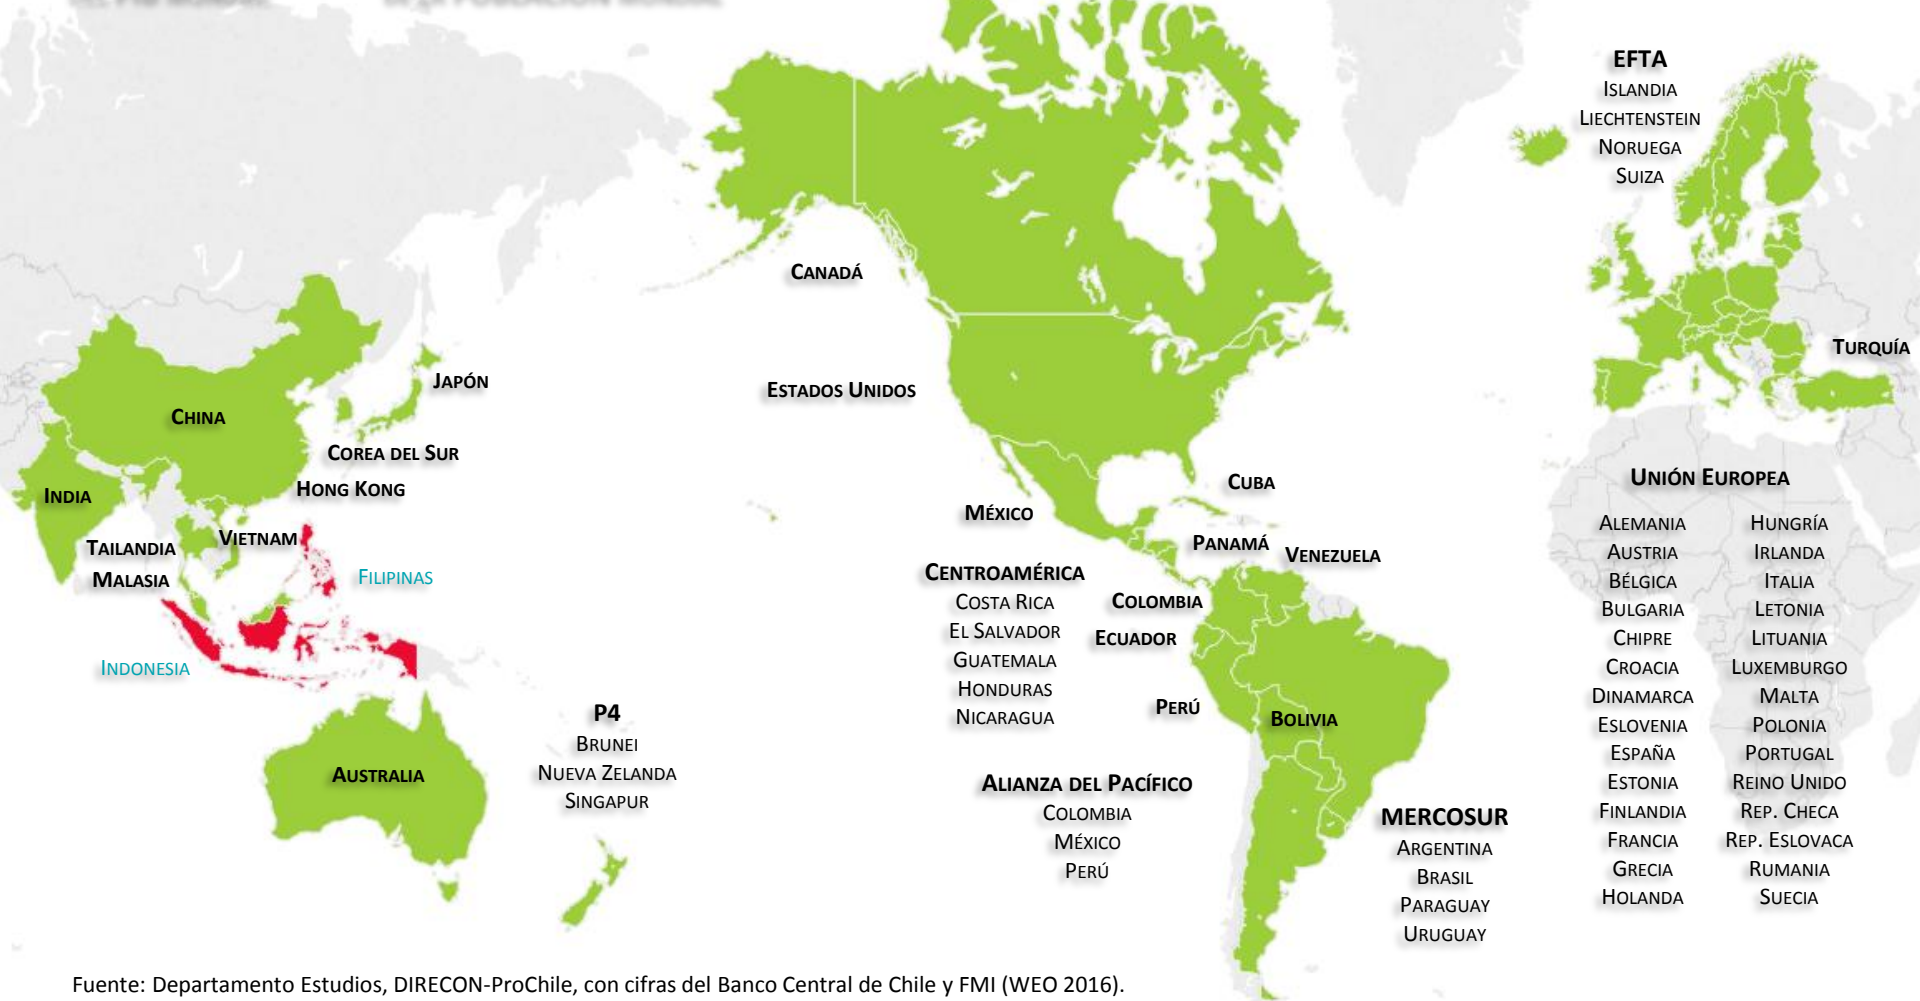 DE LA POBLACIÓN MUNDIAL
EFTA
ISLANDIA
LIECHTENSTEIN
NORUEGA
SUIZA
CANADÁ
TURQUÍA
JAPÓN
ESTADOS UNIDOS
CHINA
COREA DEL SUR
HONG KONG
INDIA
CUBA
UNIÓN EUROPEA
MÉXICO
PANAMÁ
VENEZUELA
TAILANDIA
VIETNAM
MALASIA
FILIPINAS
INDONESIA
CENTROAMÉRICA
COSTA RICA
EL SALVADOR
GUATEMALA
HONDURAS
NICARAGUA
COLOMBIA
ECUADOR
PERÚ
BOLIVIA
ALEMANIA
AUSTRIA
BÉLGICA
BULGARIA
CHIPRE
CROACIA
DINAMARCA
ESLOVENIA
ESPAÑA
ESTONIA
FINLANDIA
FRANCIA
GRECIA
HOLANDA
HUNGRÍA
IRLANDA
ITALIA
LETONIA
LITUANIA
LUXEMBURGO
MALTA
POLONIA
PORTUGAL
REINO UNIDO
REP. CHECA
REP. ESLOVACA
RUMANIA
SUECIA
P4
BRUNEI
NUEVA ZELANDA
SINGAPUR
AUSTRALIA
ALIANZA DEL PACÍFICO
COLOMBIA
MÉXICO
PERÚ
MERCOSUR
ARGENTINA
BRASIL
PARAGUAY
URUGUAY
Fuente: Departamento Estudios, DIRECON-ProChile, con cifras del Banco Central de Chile y FMI (WEO 2016).